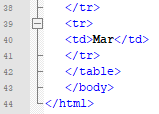 38 </tr>
39 <tr>
40 <td>Mar</td>
41 </tr>
42 </table>
43 </body>
44 </html>